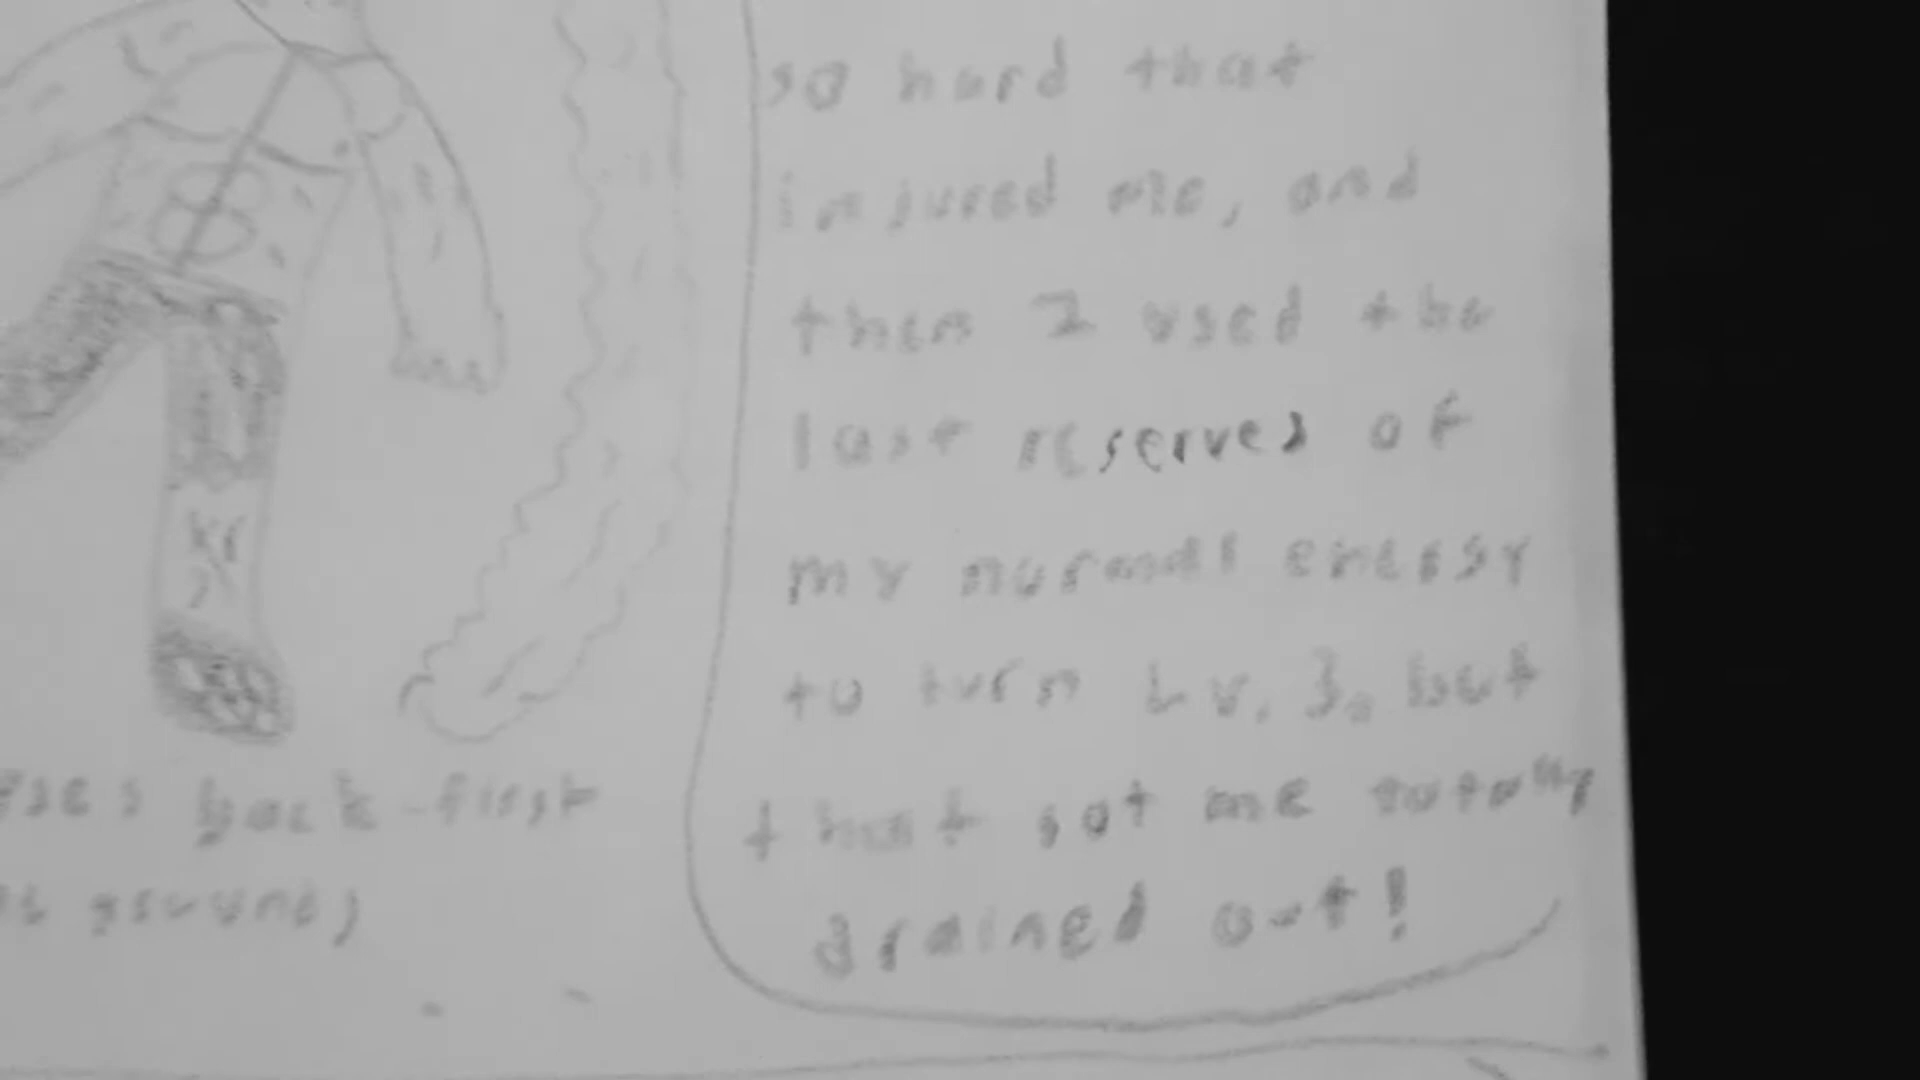 so hard that
injured me, and
then I used the
last reserves of
my normal energy
to turn Lv. 3, but
that got me totally
drained out!
back-first
ground)